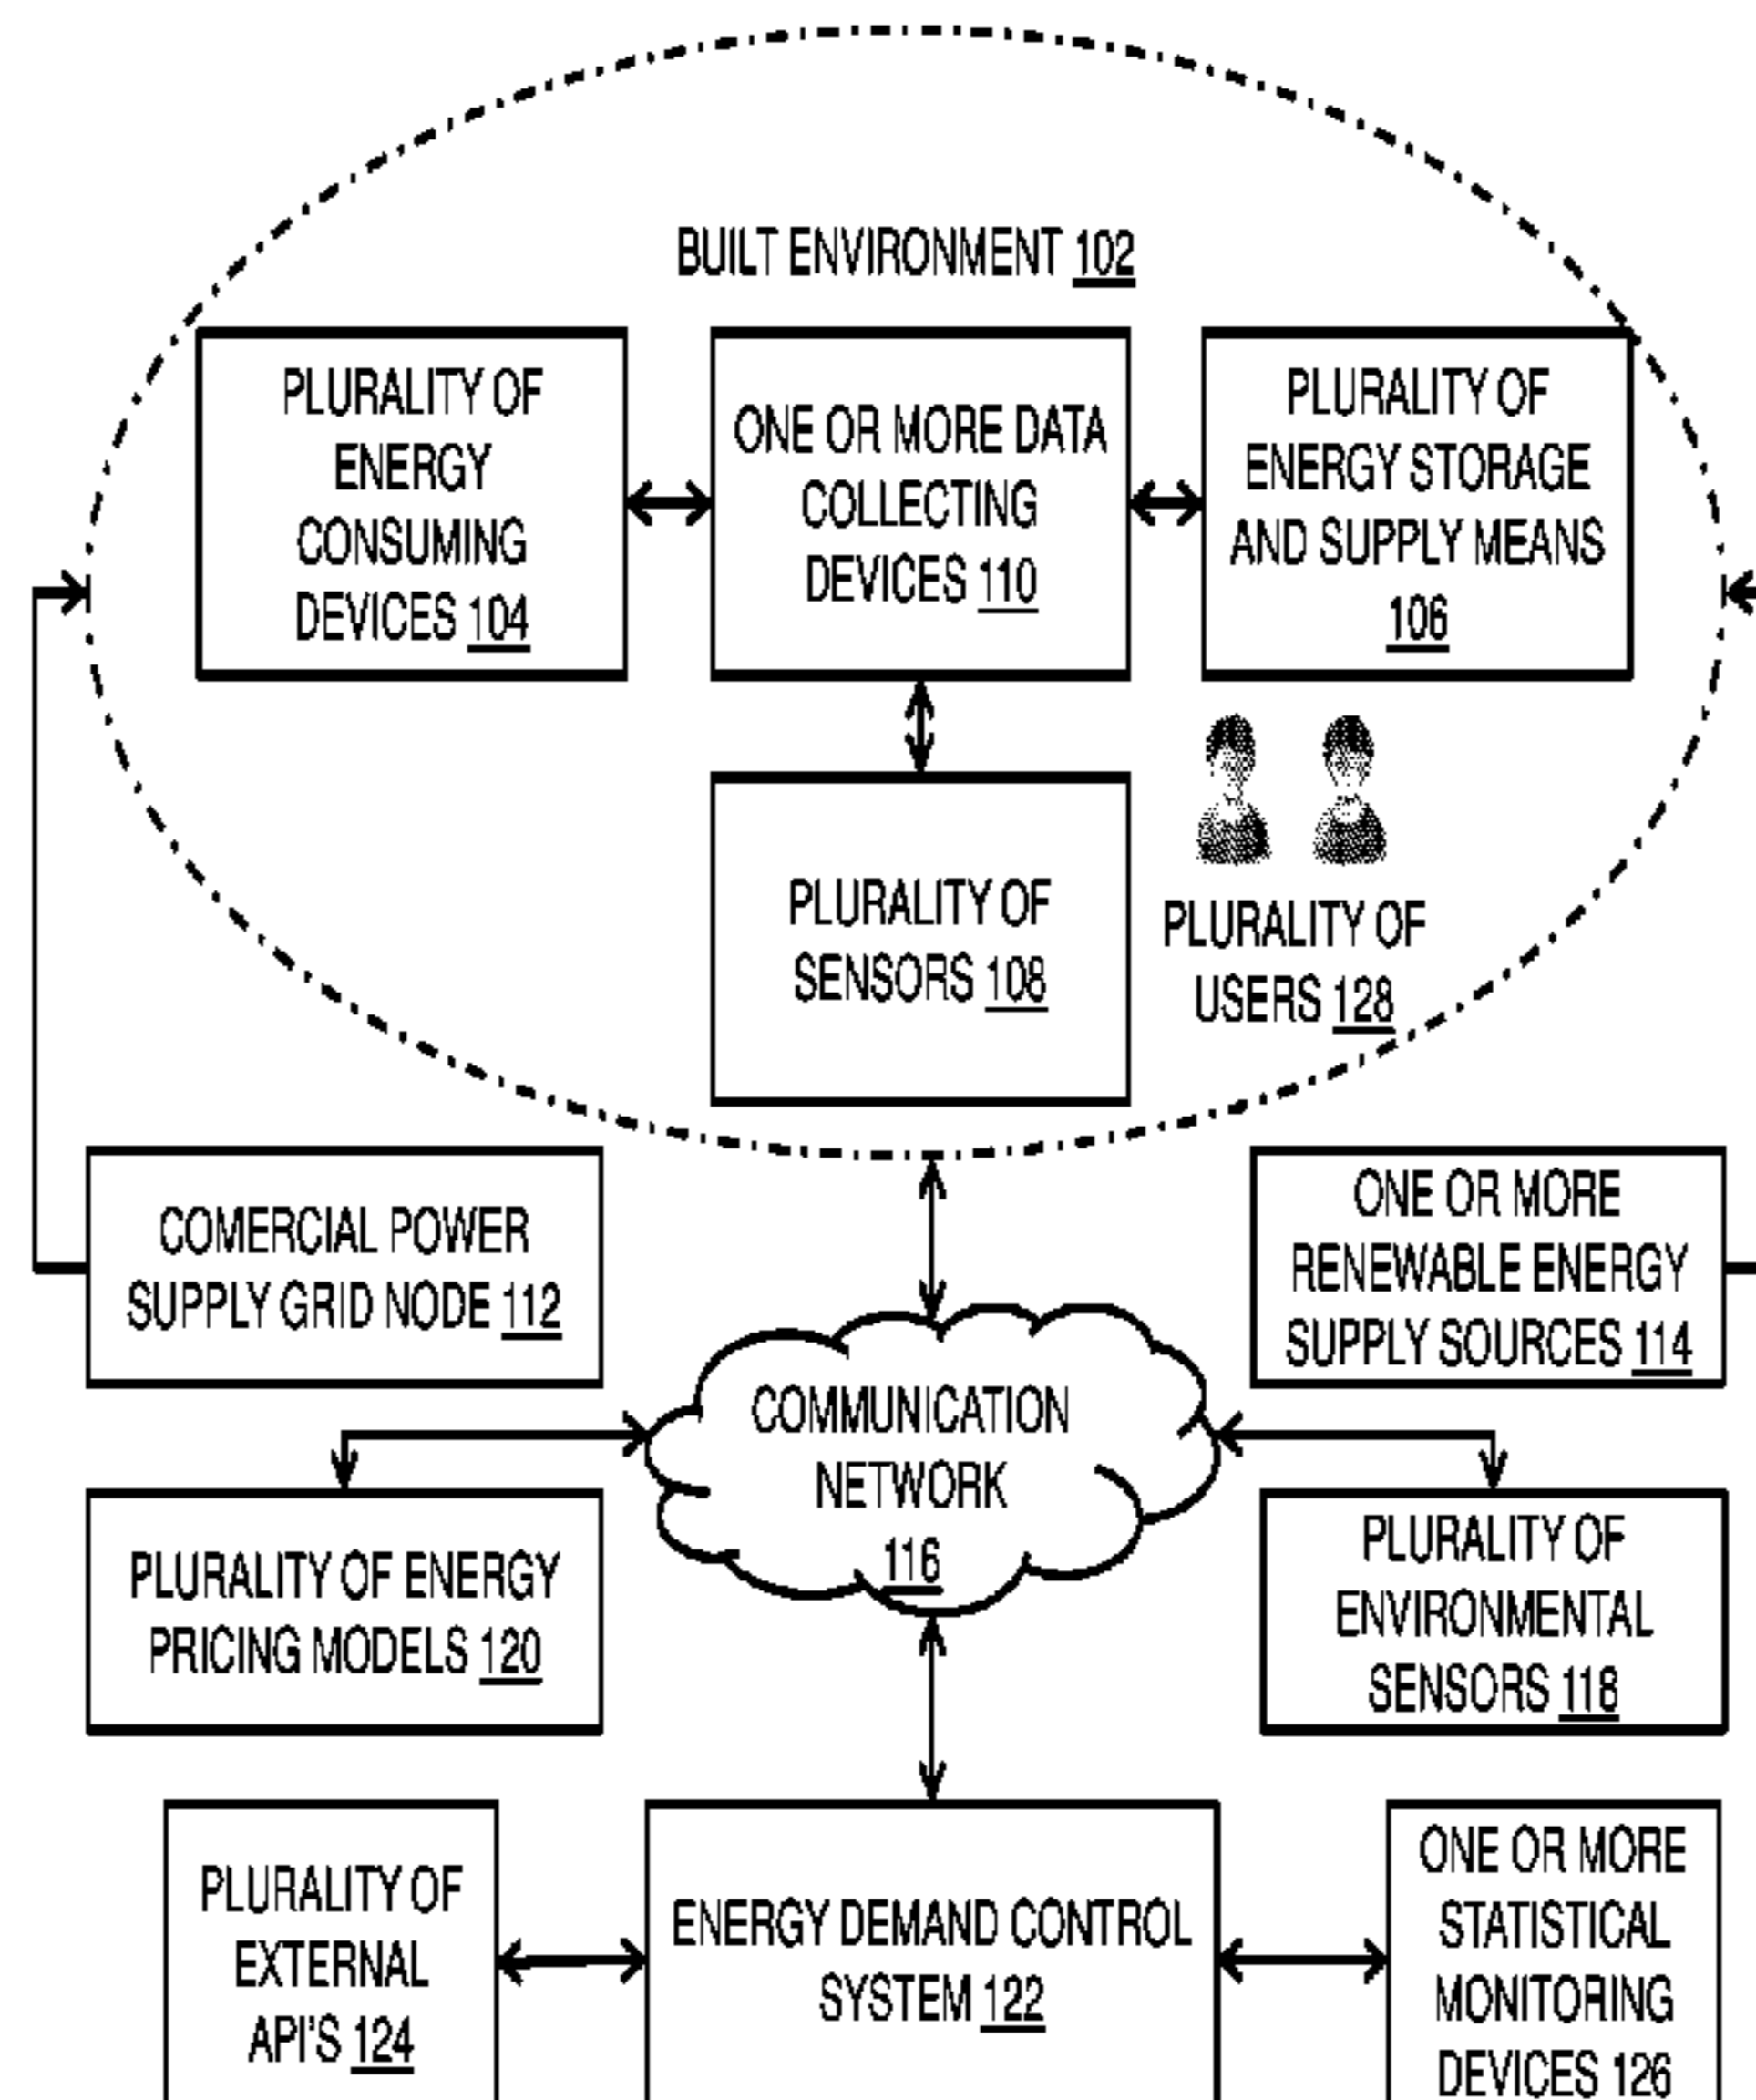 BUILT ENVIRONMENT 102
PLURALITY OF
ENERGY
CONSUMING
DEVICES 104
ONE OR MORE DATA
COLLECTING
DEVICES 110
PLURALITY OF
ENERGY STORAGE
AND SUPPLY MEANS
106
PLURALITY OF
SENSORS 108
PLURALITY OF
USERS 128
COMERCIAL POWER
SUPPLY GRID NODE 112
ONE OR MORE
RENEWABLE ENERGY
SUPPLY SOURCES 114
COMMUNICATION
NETWORK
116
PLURALITY OF ENERGY
PRICING MODELS 120
PLURALITY OF
ENVIRONMENTAL
SENSORS 118
PLURALITY OF
EXTERNAL
API'S 124
ENERGY DEMAND CONTROL
SYSTEM 122
ONE OR MORE
STATISTICAL
MONITORING
DEVICES 126